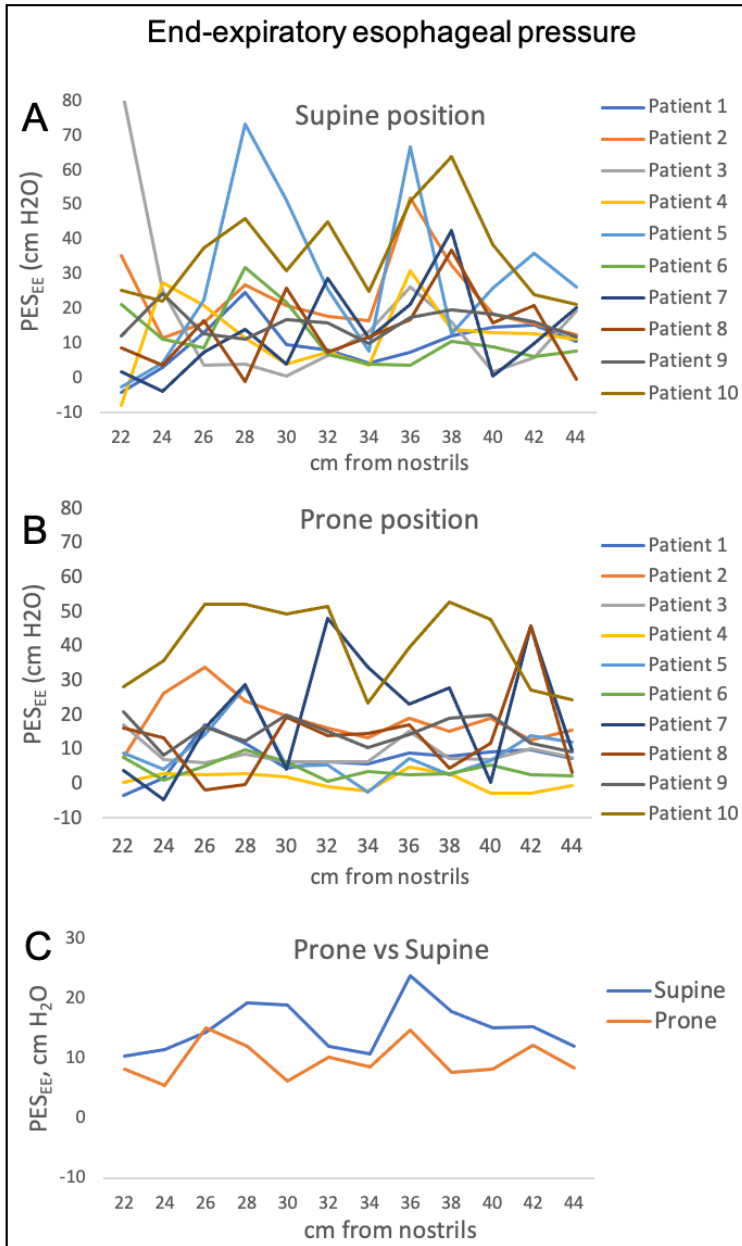 End-expiratory esophageal pressure
A
Supine position
80
70
60
50
40
30
20
10
0
-10
PES_EE (cm H2O)
22 24 26 28 30 32 34 36 38 40 42 44
cm from nostrils
Patient 1
Patient 2
Patient 3
Patient 4
Patient 5
Patient 6
Patient 7
Patient 8
Patient 9
Patient 10
B
Prone position
80
70
60
50
40
30
20
10
0
-10
PES_EE (cm H2O)
22 24 26 28 30 32 34 36 38 40 42 44
cm from nostrils
Patient 1
Patient 2
Patient 3
Patient 4
Patient 5
Patient 6
Patient 7
Patient 8
Patient 9
Patient 10
C
Prone vs Supine
30
20
10
0
-10
PES_EE, cm H₂O
22 24 26 28 30 32 34 36 38 40 42 44
cm from nostrils
Supine
Prone